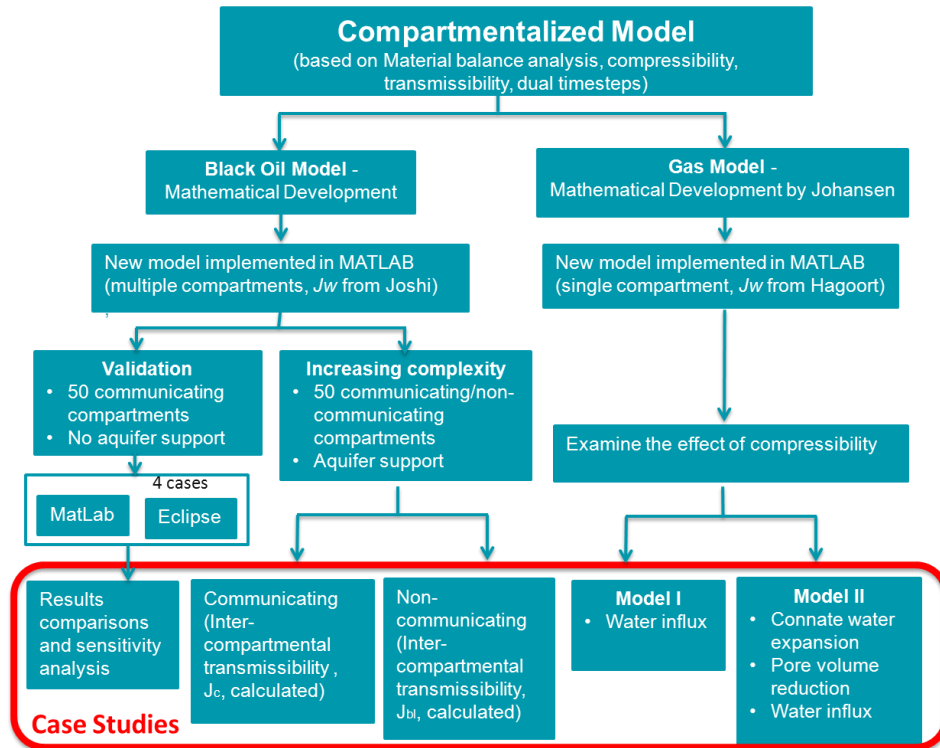 Compartmentalized Model
(based on Material balance analysis, compressibility,
transmissibility, dual timesteps)
Black Oil Model -
Mathematical Development
Gas Model -
Mathematical Development by Johansen
New model implemented in MATLAB
(multiple compartments, Jw from Joshi)
,
New model implemented in MATLAB
(single compartment, Jw from Hagoort)
Validation
• 50 communicating
compartments
• No aquifer support
Increasing complexity
• 50 communicating/non-
communicating
compartments
• Aquifer support
Examine the effect of compressibility
4 cases
MatLab
Eclipse
Results
comparisons
and sensitivity
analysis
Communicating
(Inter-
compartmental
transmissibility ,
Jc, calculated)
Non-
communicating
(Inter-
compartmental
transmissibility,
Jbl, calculated)
Model I
• Water influx
Model II
• Connate water
expansion
• Pore volume
reduction
• Water influx
Case Studies